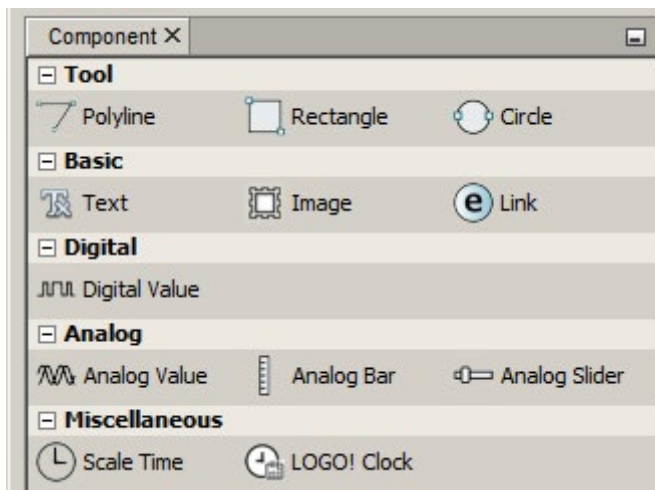 Component
Tool
Polyline Rectangle Circle
Basic
Text Image Link
Digital
Digital Value
Analog
Analog Value Analog Bar Analog Slider
Miscellaneous
Scale Time LOGO! Clock